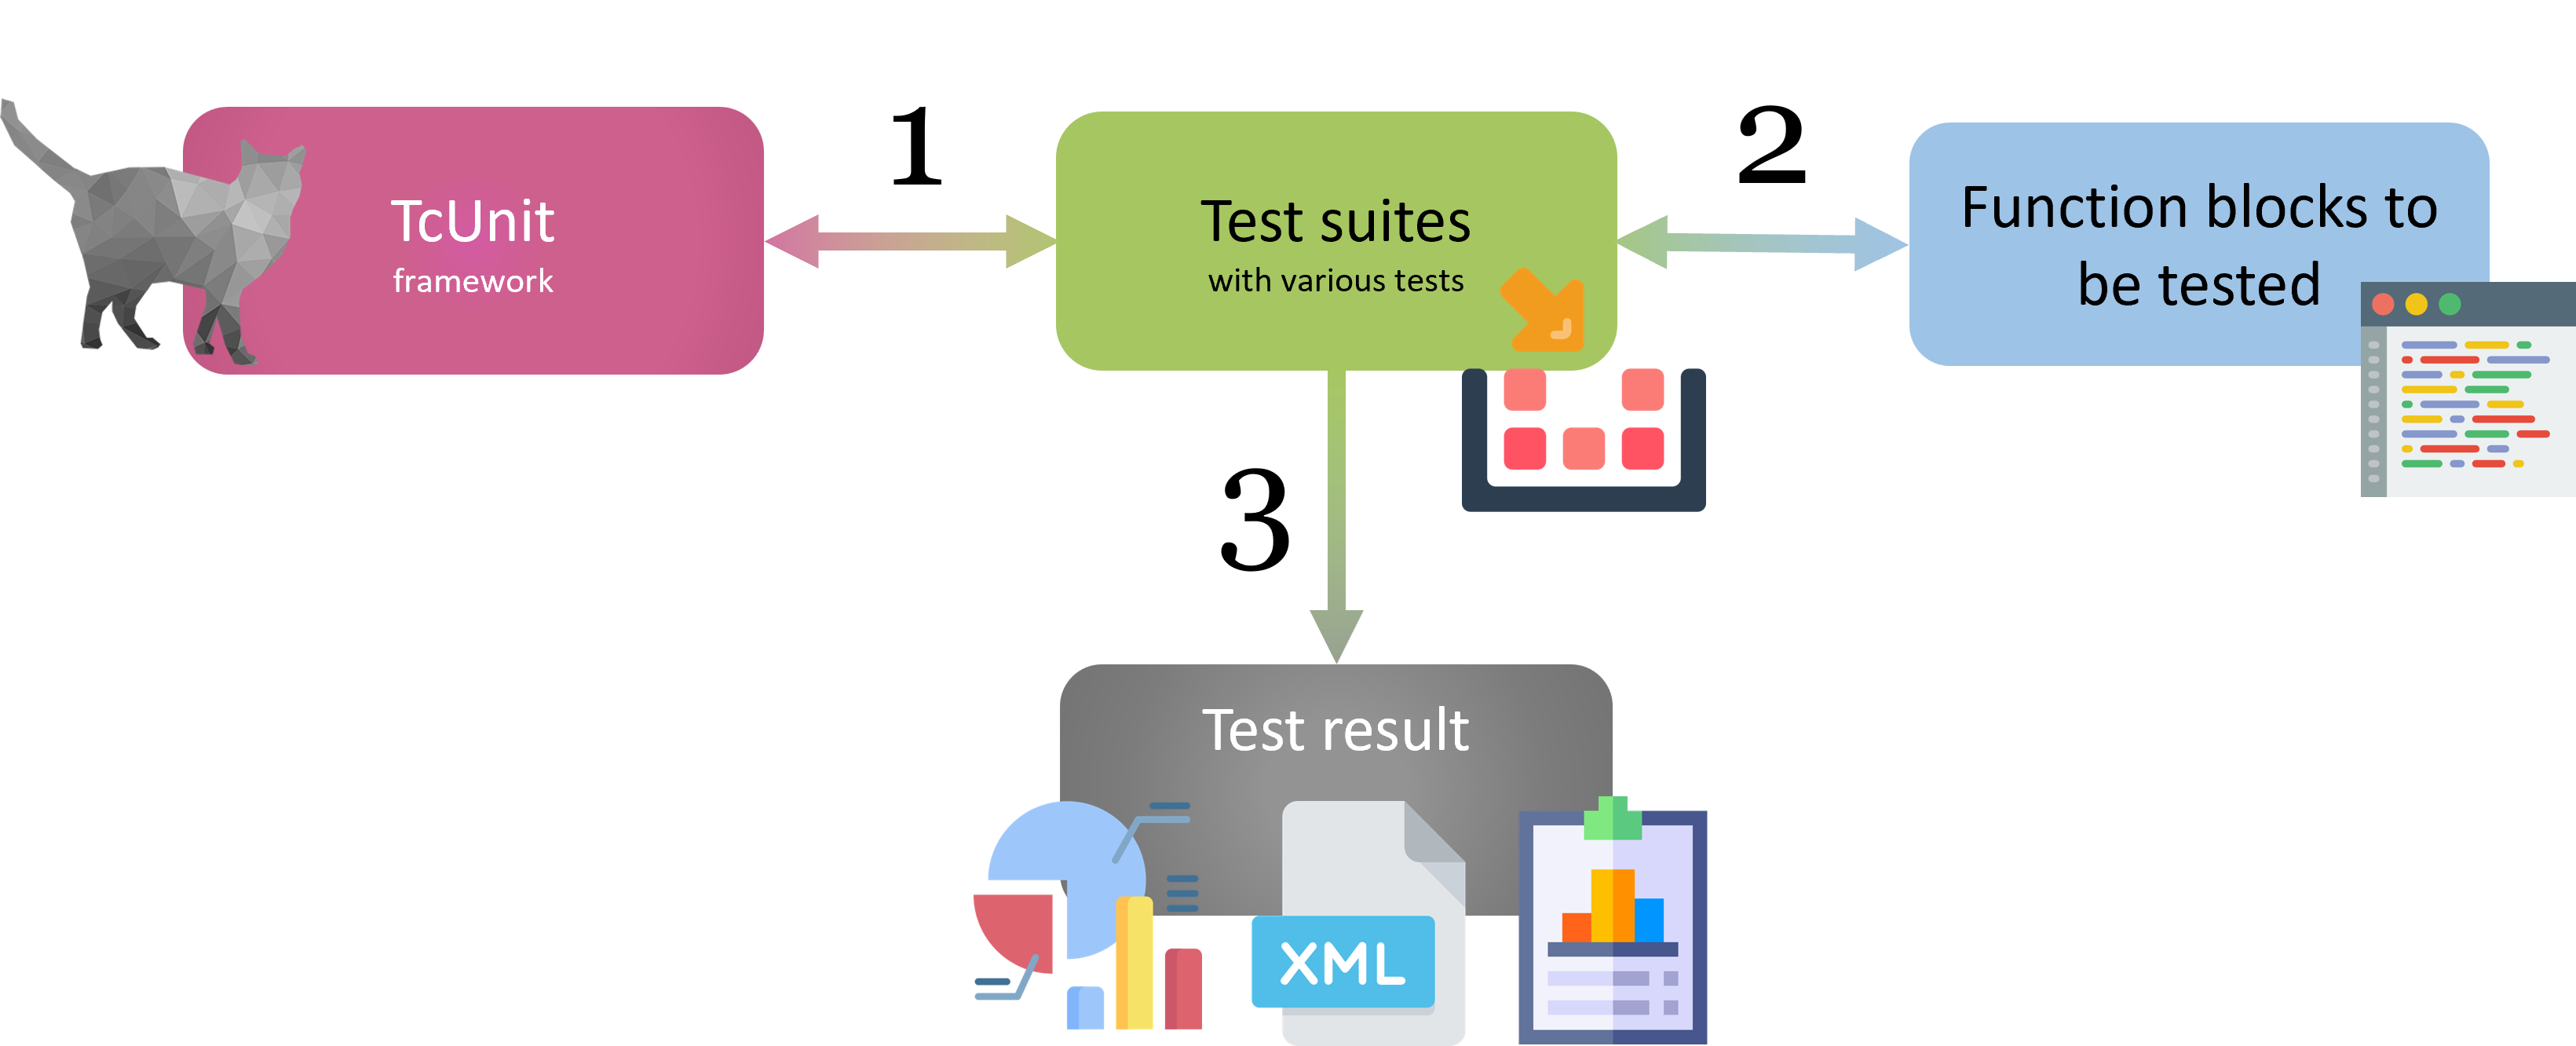 TcUnit
framework
1
Test suites
with various tests
2
Function blocks to
be tested
3
Test result
XML